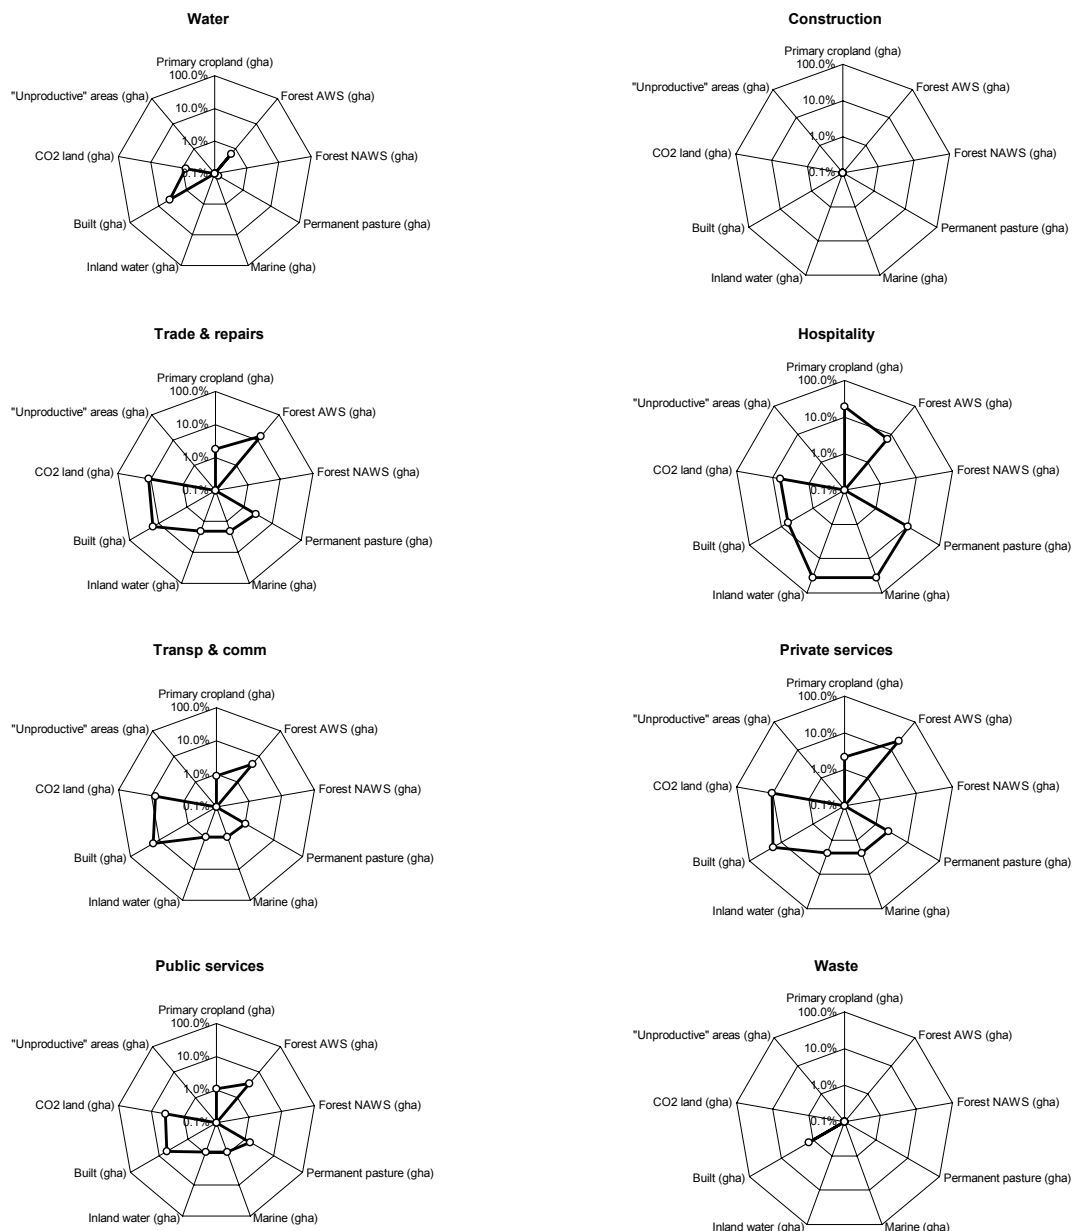 Water
Primary cropland (gha)
100.0%
"Unproductive" areas (gha)
Forest AWS (gha)
10.0%
1.0%
CO2 land (gha)
Forest NAWS (gha)
0.1%
Built (gha)
Permanent pasture (gha)
Inland water (gha)
Marine (gha)
Construction
Primary cropland (gha)
100.0%
"Unproductive" areas (gha)
Forest AWS (gha)
10.0%
1.0%
CO2 land (gha)
Forest NAWS (gha)
0.1%
Built (gha)
Permanent pasture (gha)
Inland water (gha)
Marine (gha)
Trade & repairs
Primary cropland (gha)
100.0%
"Unproductive" areas (gha)
Forest AWS (gha)
10.0%
1.0%
CO2 land (gha)
Forest NAWS (gha)
0.1%
Built (gha)
Permanent pasture (gha)
Inland water (gha)
Marine (gha)
Hospitality
Primary cropland (gha)
100.0%
"Unproductive" areas (gha)
Forest AWS (gha)
10.0%
1.0%
CO2 land (gha)
Forest NAWS (gha)
0.1%
Built (gha)
Permanent pasture (gha)
Inland water (gha)
Marine (gha)
Transp & comm
Primary cropland (gha)
100.0%
"Unproductive" areas (gha)
Forest AWS (gha)
10.0%
1.0%
CO2 land (gha)
Forest NAWS (gha)
0.1%
Built (gha)
Permanent pasture (gha)
Inland water (gha)
Marine (gha)
Private services
Primary cropland (gha)
100.0%
"Unproductive" areas (gha)
Forest AWS (gha)
10.0%
1.0%
CO2 land (gha)
Forest NAWS (gha)
0.1%
Built (gha)
Permanent pasture (gha)
Inland water (gha)
Marine (gha)
Public services
Primary cropland (gha)
100.0%
"Unproductive" areas (gha)
Forest AWS (gha)
10.0%
1.0%
CO2 land (gha)
Forest NAWS (gha)
0.1%
Built (gha)
Permanent pasture (gha)
Inland water (gha)
Marine (gha)
Waste
Primary cropland (gha)
100.0%
"Unproductive" areas (gha)
Forest AWS (gha)
10.0%
1.0%
CO2 land (gha)
Forest NAWS (gha)
0.1%
Built (gha)
Permanent pasture (gha)
Inland water (gha)
Marine (gha)